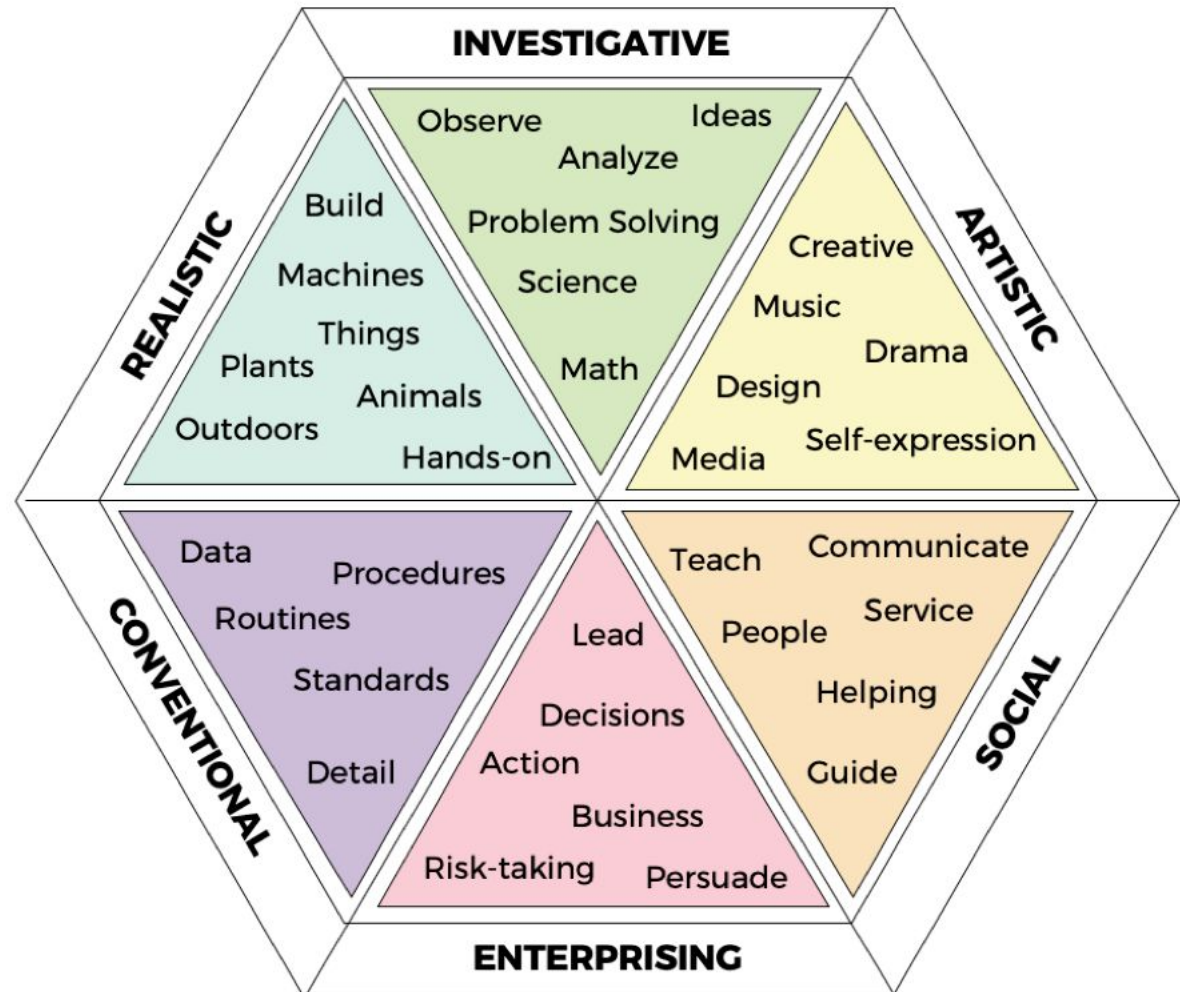 INVESTIGATIVE
Observe
Ideas
Analyze
Problem Solving
Science
Math
REALISTIC
Build
Machines
Things
Plants
Animals
Outdoors
Hands-on
ARTISTIC
Creative
Music
Drama
Design
Self-expression
Media
CONVENTIONAL
Data
Procedures
Routines
Standards
Detail
ENTERPRISING
Lead
Decisions
Action
Business
Risk-taking
Persuade
SOCIAL
Teach
Communicate
Service
People
Helping
Guide